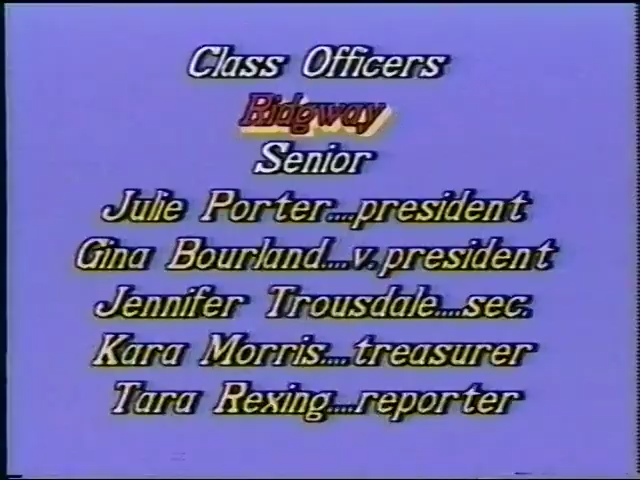 Class Officers
Ridgway
Senior
Julie Porter....president
Gina Bourland....v. president
Jennifer Trousdale....sec.
Kara Morris....treasurer
Tara Rexing....reporter